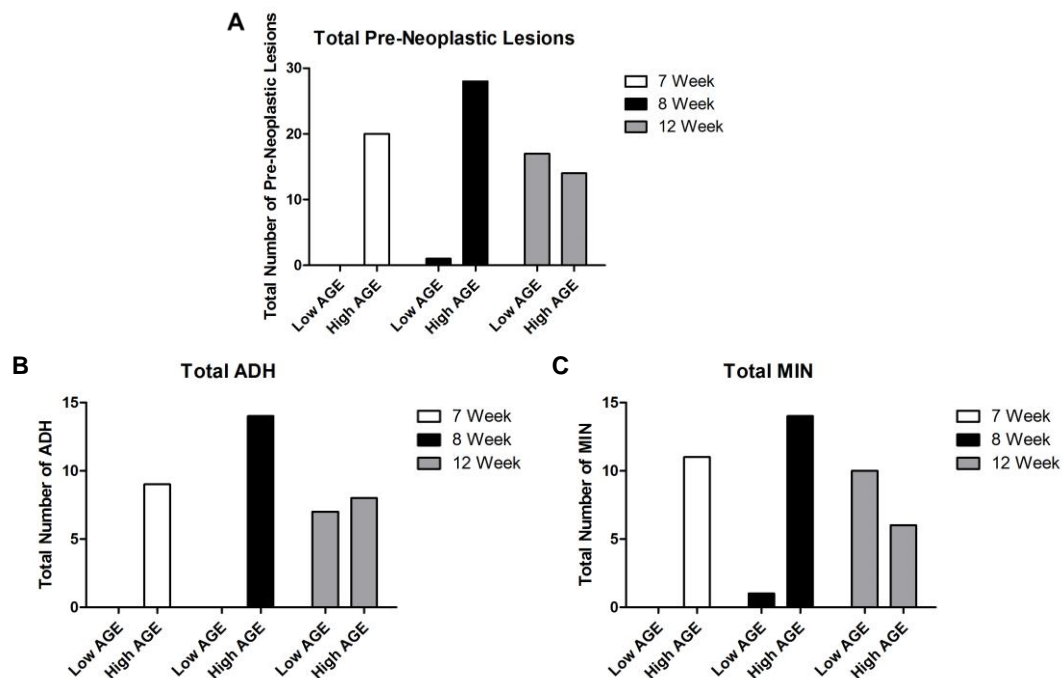 A
Total Pre-Neoplastic Lesions
Total Number of Pre-Neoplastic Lesions
30
20
10
0
Low AGE
High AGE
Low AGE
High AGE
Low AGE
High AGE
7 Week
8 Week
12 Week
B
Total ADH
Total Number of ADH
15
10
5
0
Low AGE
High AGE
Low AGE
High AGE
Low AGE
High AGE
7 Week
8 Week
12 Week
C
Total MIN
Total Number of MIN
15
10
5
0
Low AGE
High AGE
Low AGE
High AGE
Low AGE
High AGE
7 Week
8 Week
12 Week